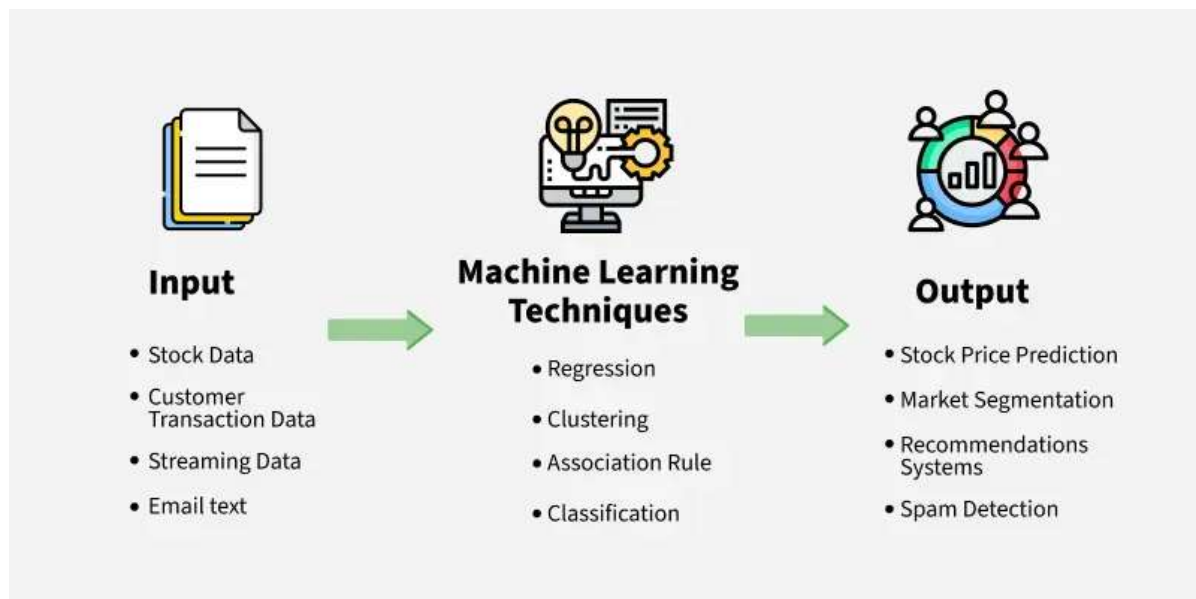 Input
• Stock Data
• Customer
Transaction Data
• Streaming Data
• Email text
Machine Learning
Techniques
• Regression
• Clustering
• Association Rule
• Classification
Output
• Stock Price Prediction
• Market Segmentation
• Recommendations
Systems
• Spam Detection